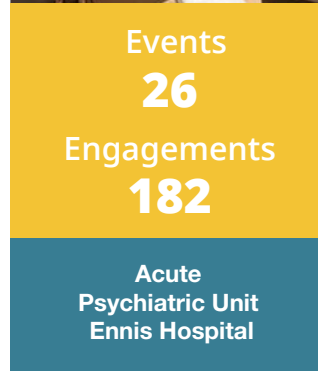 Events
26
Engagements
182
Acute
Psychiatric Unit
Ennis Hospital